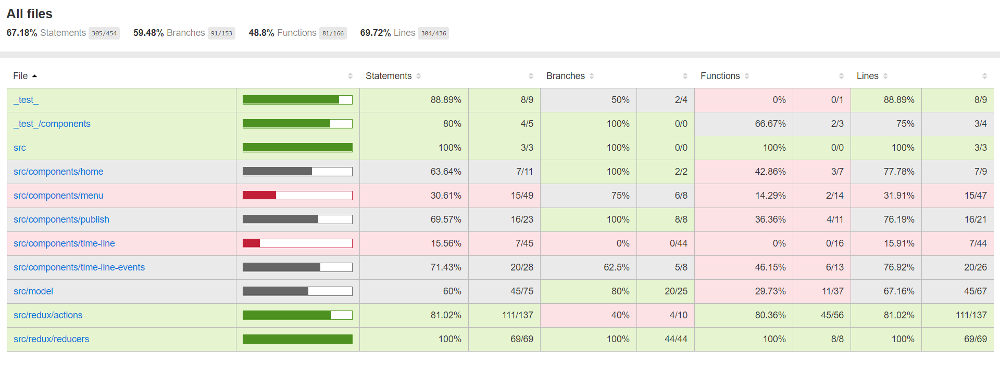 All files
67.18% Statements 305/454 59.48% Branches 91/153 48.8% Functions 81/166 69.72% Lines 304/436
File Statements Branches Functions Lines
_test_ 88.89% 8/9 50% 2/4 0% 0/1 88.89% 8/9
_test_/components 80% 4/5 100% 0/0 66.67% 2/3 75% 3/4
src 100% 3/3 100% 0/0 100% 0/0 100% 3/3
src/components/home 63.64% 7/11 100% 2/2 42.86% 3/7 77.78% 7/9
src/components/menu 30.61% 15/49 75% 6/8 14.29% 2/14 31.91% 15/47
src/components/publish 69.57% 16/23 100% 8/8 36.36% 4/11 76.19% 16/21
src/components/time-line 15.56% 7/45 0% 0/44 0% 0/16 15.91% 7/44
src/components/time-line-events 71.43% 20/28 62.5% 5/8 46.15% 6/13 76.92% 20/26
src/model 60% 45/75 80% 20/25 29.73% 11/37 67.16% 45/67
src/redux/actions 81.02% 111/137 40% 4/10 80.36% 45/56 81.02% 111/137
src/redux/reducers 100% 69/69 100% 44/44 100% 8/8 100% 69/69